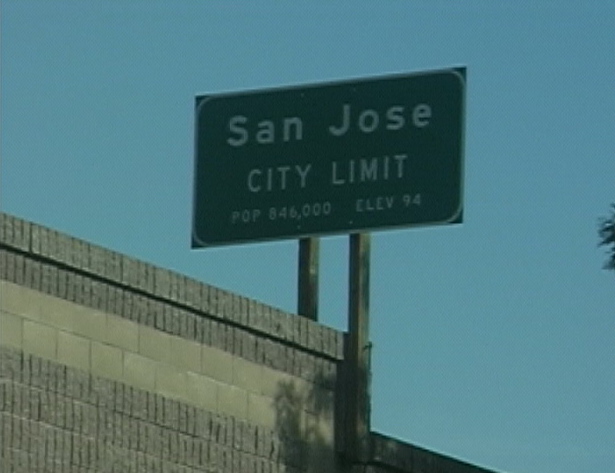 San Jose
CITY LIMIT
POP 846,000 ELEV 94